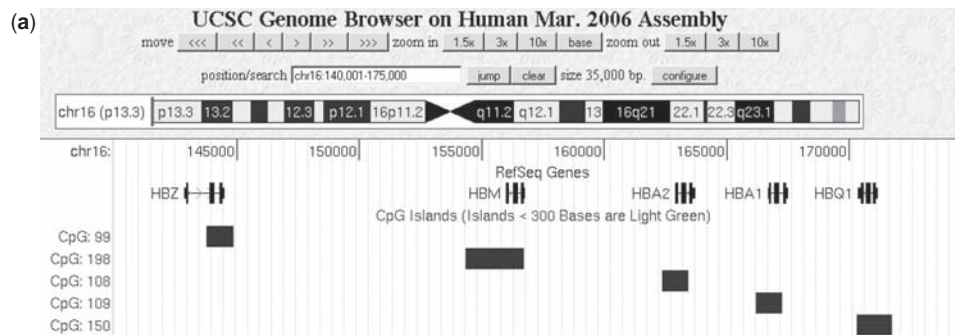 (a)
UCSC Genome Browser on Human Mar. 2006 Assembly
move <<< << < > >> >>> zoom in 1.5x 3x 10x base zoom out 1.5x 3x 10x
position/search chr16:140,001-175,000 jump clear size 35,000 bp. configure
chr16 (p13.3) p13.3 13.2 12.3 p12.1 16p11.2 q11.2 q12.1 13 16q21 22.1 22.3 q23.1
chr16: 145000 150000 155000 160000 165000 170000
RefSeq Genes
HBZ HBM HBA2 HBA1 HBQ1
CpG Islands (Islands < 300 Bases are Light Green)
CpG: 99
CpG: 198
CpG: 108
CpG: 109
CpG: 150